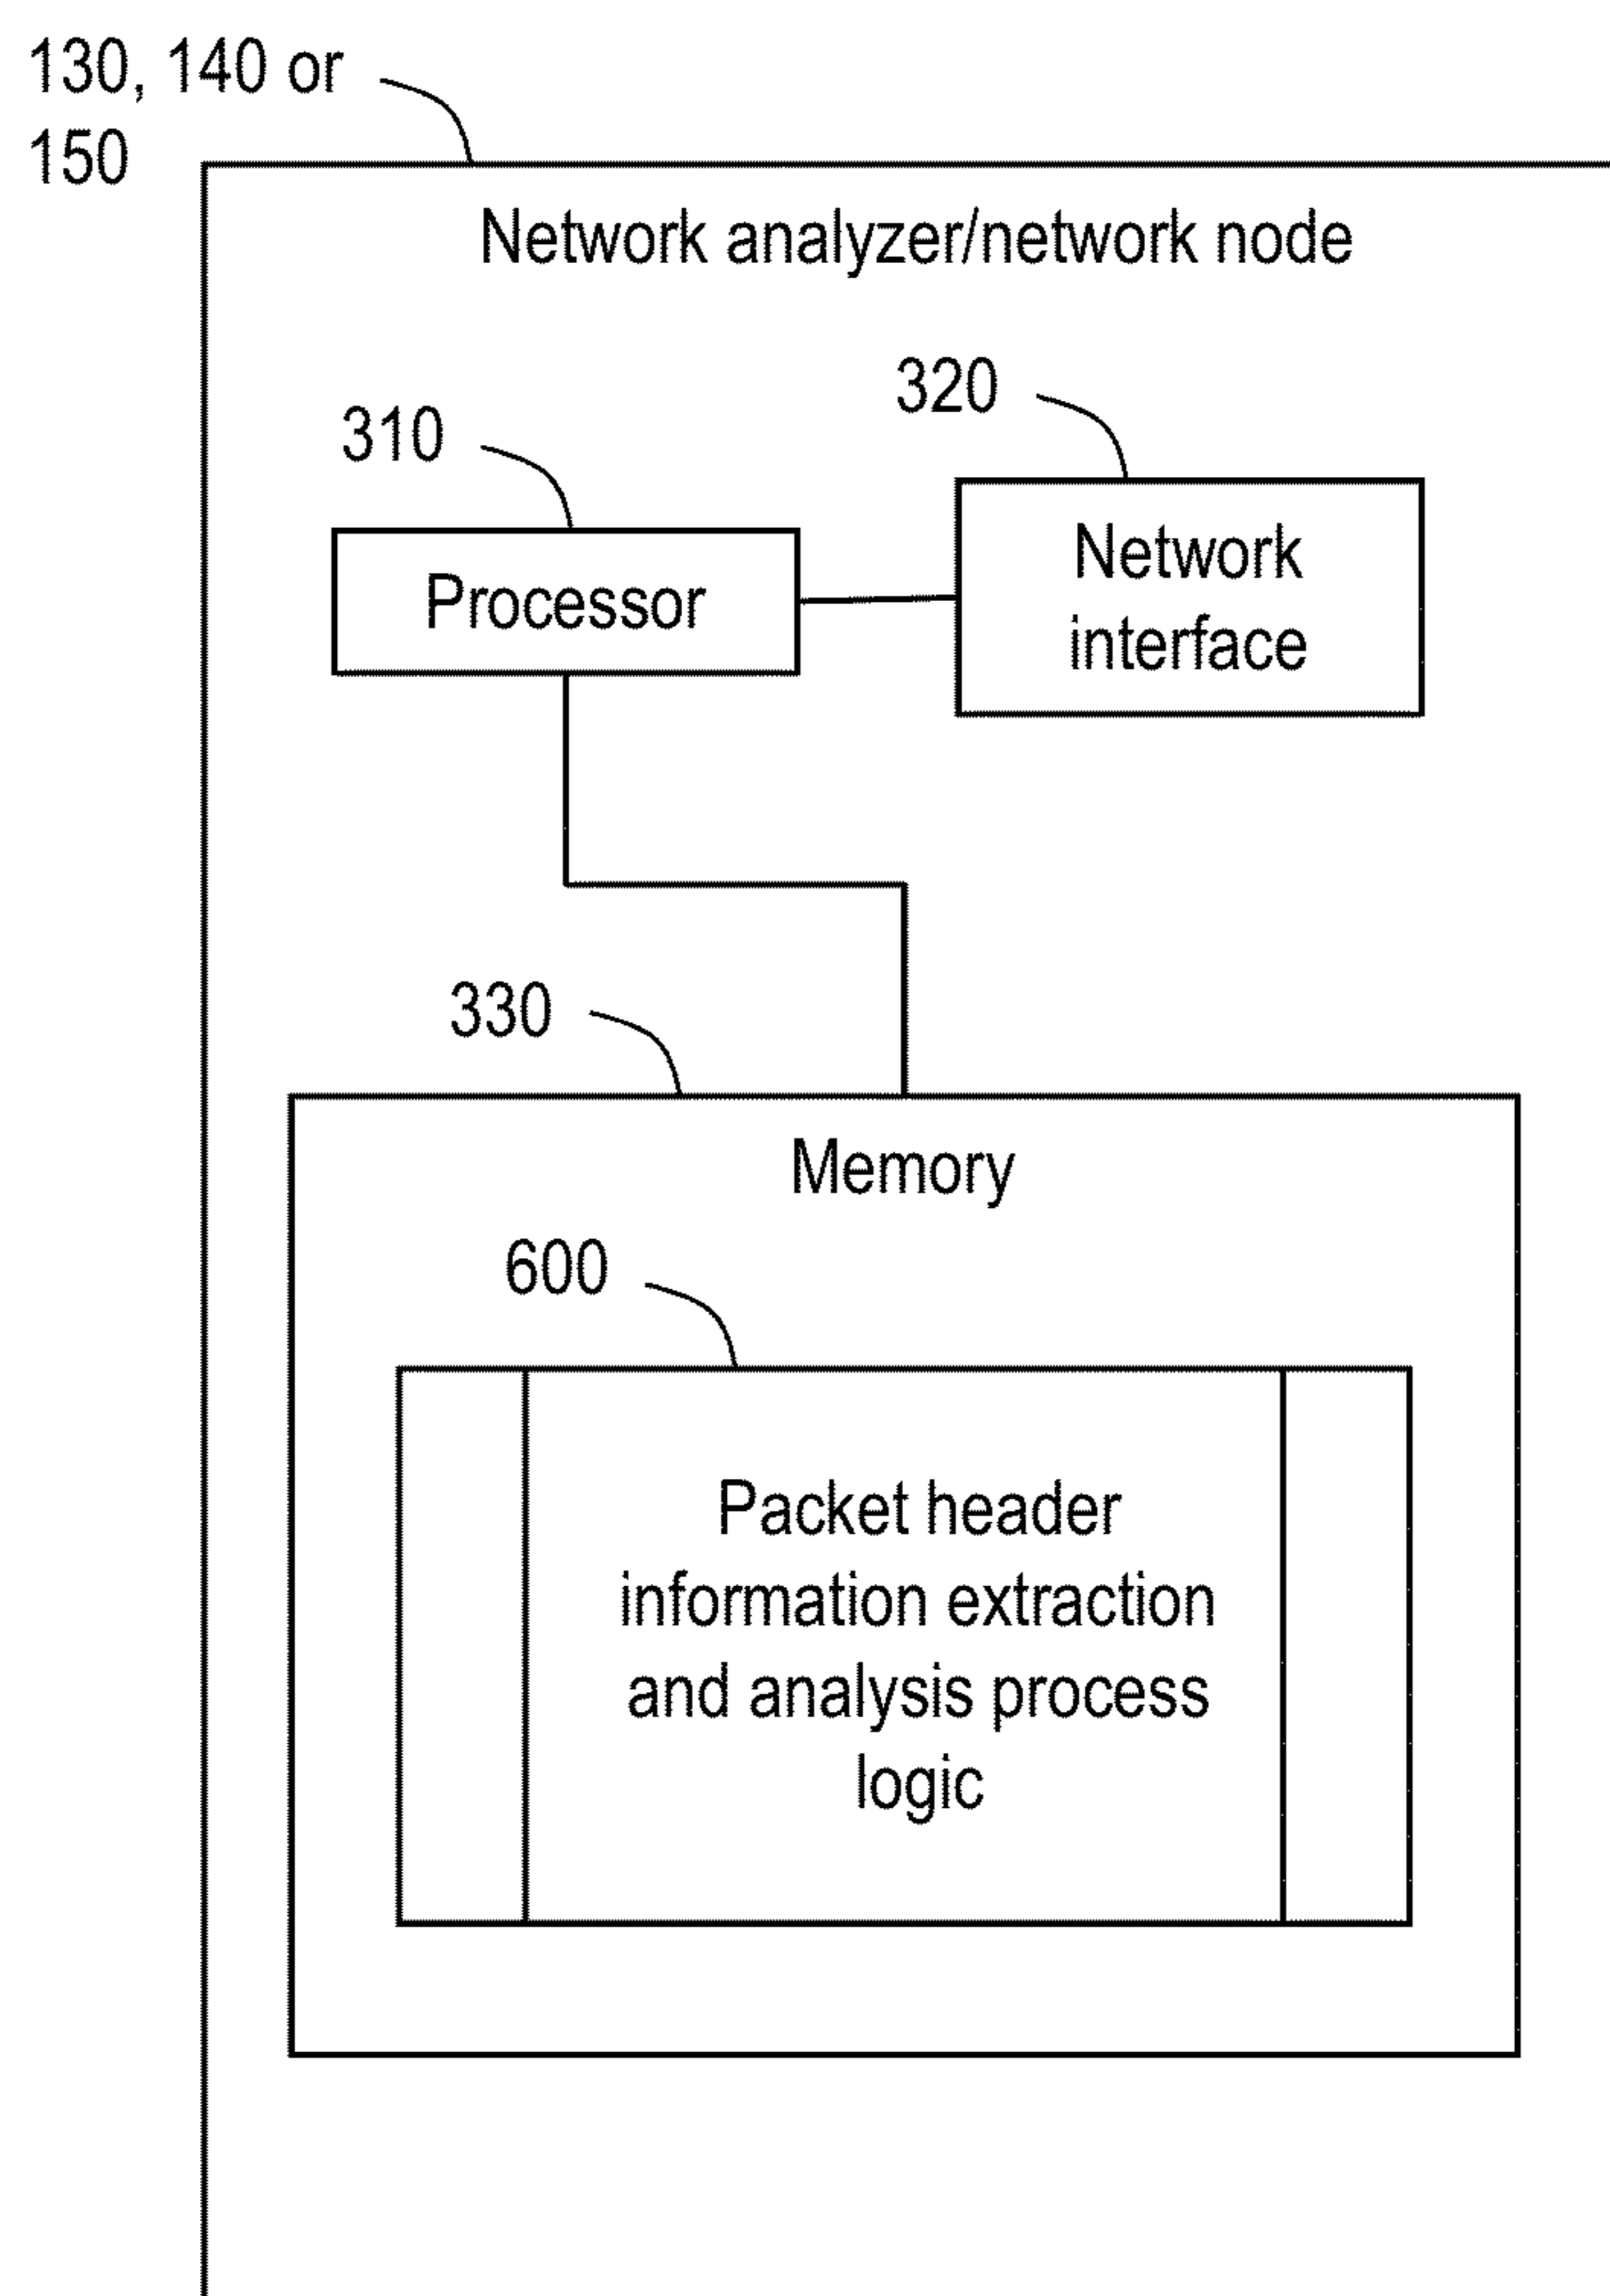 130, 140 or
150
Network analyzer/network node
320
310
Network
interface
Processor
330
Memory
600
Packet header
information extraction
and analysis process
logic